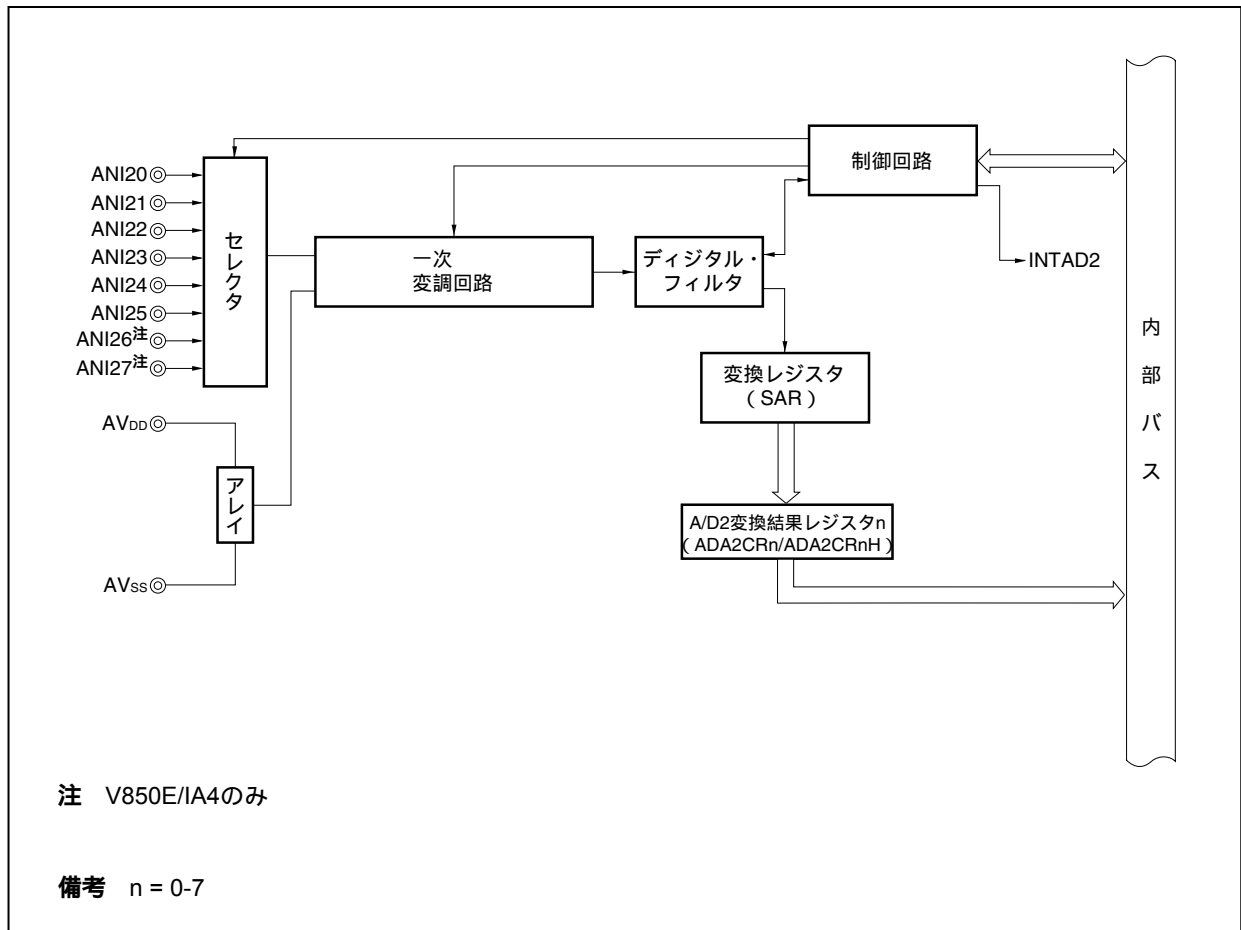 制御回路
ANI20
ANI21
ANI22
ANI23
ANI24
ANI25
ANI26注
ANI27注
セレクタ
一次
変調回路
ディジタル・
フィルタ
INTAD2
変換レジスタ
（SAR）
AVDD
アレイ
AVSS
A/D2変換結果レジスタn
（ADA2CRn/ADA2CRnH）
内部バス
注 V850E/IA4のみ
備考 n = 0-7